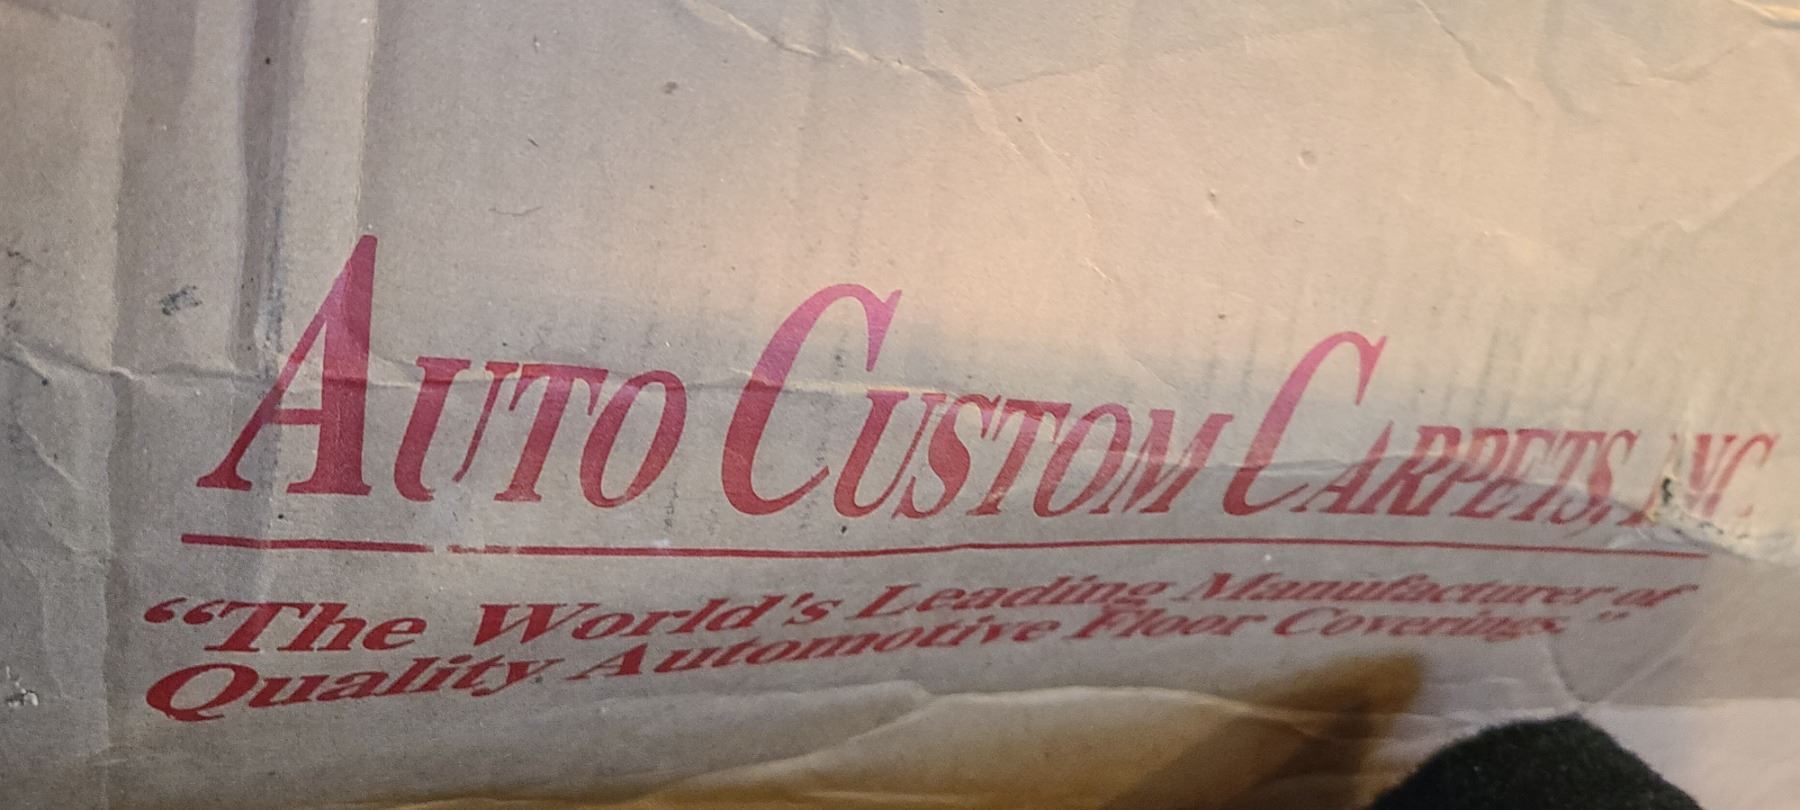 AUTO CUSTOM CARPETS, INC.
“The World's Leading Manufacturer of
Quality Automotive Floor Coverings.”